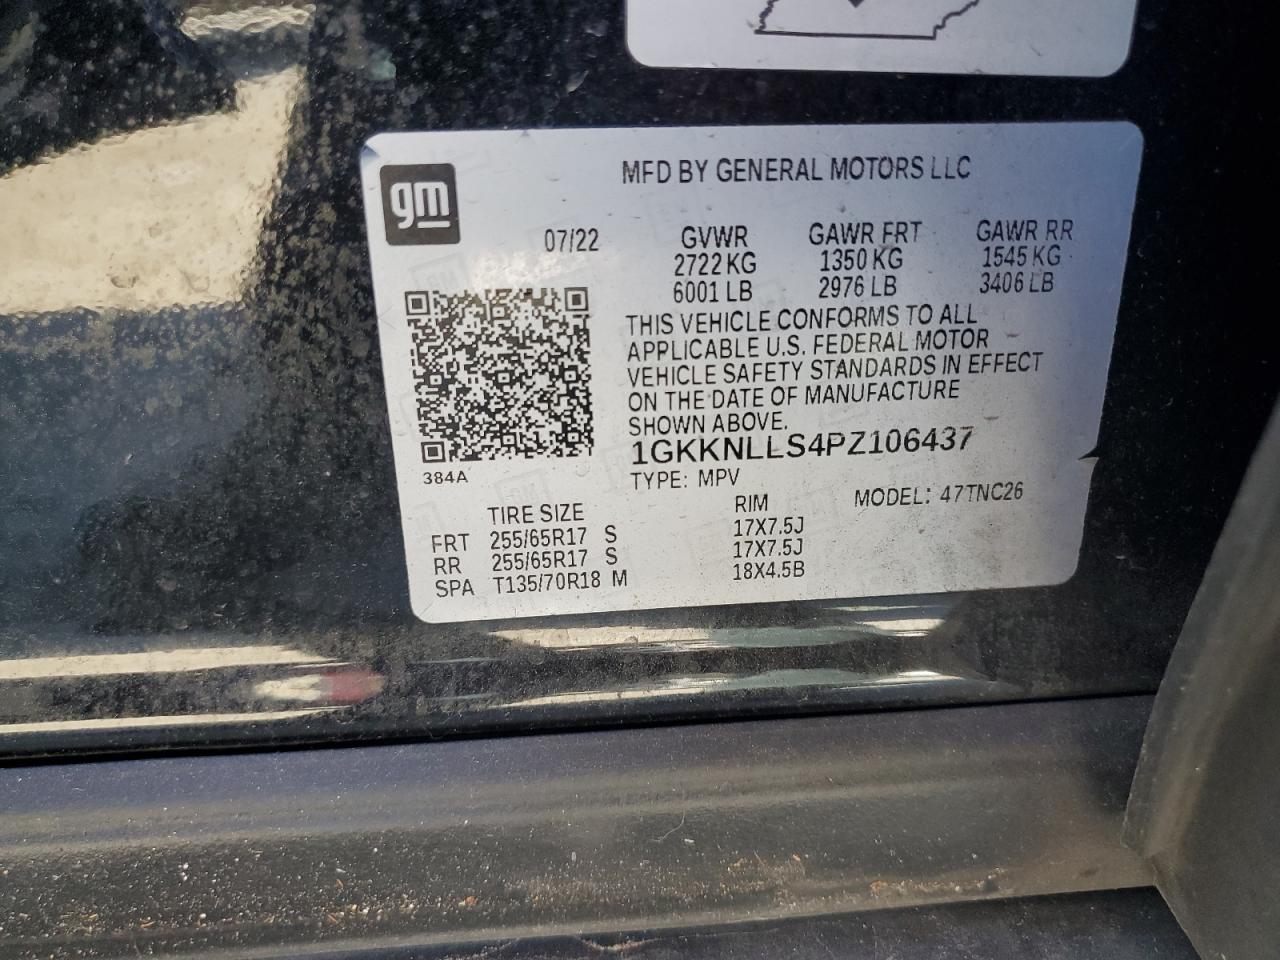 gm
MFD BY GENERAL MOTORS LLC
07/22 GVWR GAWR FRT GAWR RR
2722 KG 1350 KG 1545 KG
6001 LB 2976 LB 3406 LB
THIS VEHICLE CONFORMS TO ALL
APPLICABLE U.S. FEDERAL MOTOR
VEHICLE SAFETY STANDARDS IN EFFECT
ON THE DATE OF MANUFACTURE
SHOWN ABOVE.
1GKKNLLS4PZ106437
384A
TYPE: MPV MODEL: 47TNC26
TIRE SIZE RIM
FRT 255/65R17 S 17X7.5J
RR 255/65R17 S 17X7.5J
SPA T135/70R18 M 18X4.5B